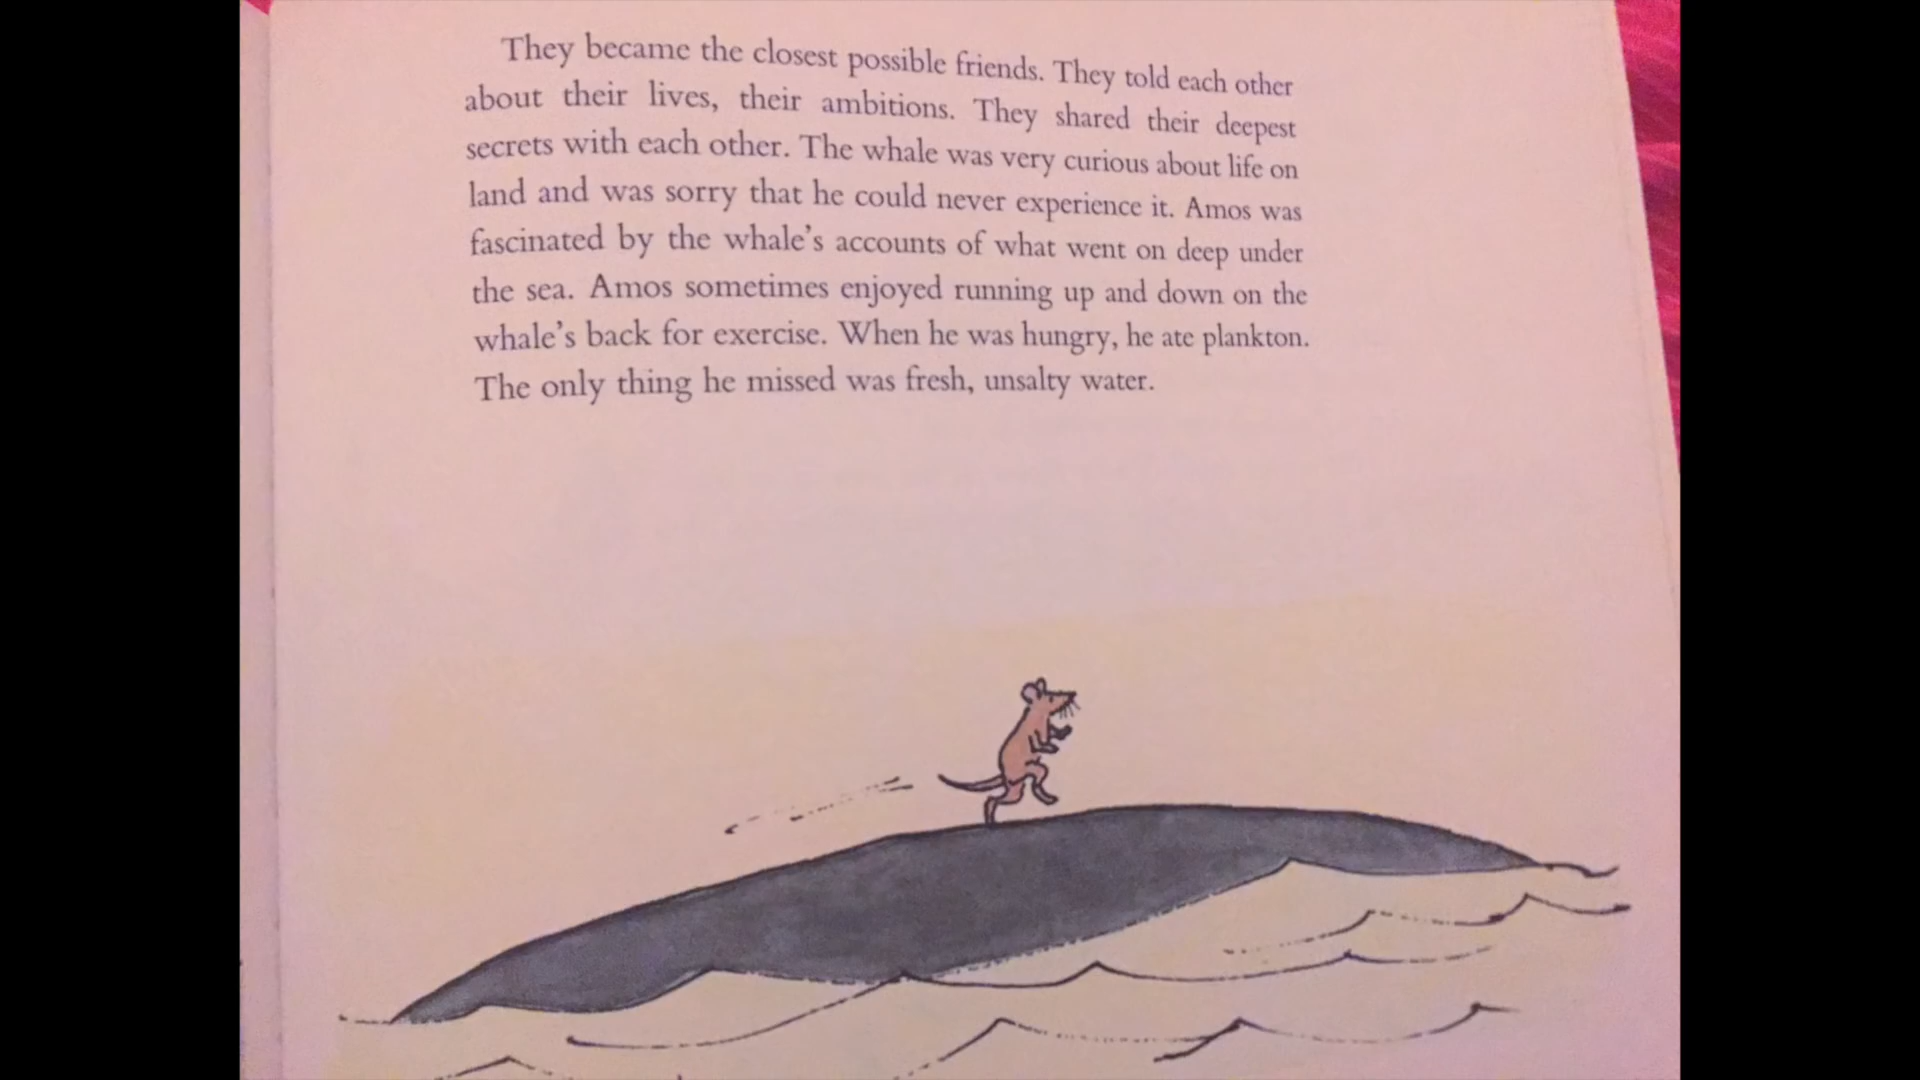 They became the closest possible friends. They told each other
about their lives, their ambitions. They shared their deepest
secrets with each other. The whale was very curious about life on
land and was sorry that he could never experience it. Amos was
fascinated by the whale's accounts of what went on deep under
the sea. Amos sometimes enjoyed running up and down on the
whale's back for exercise. When he was hungry, he ate plankton.
The only thing he missed was fresh, unsalty water.